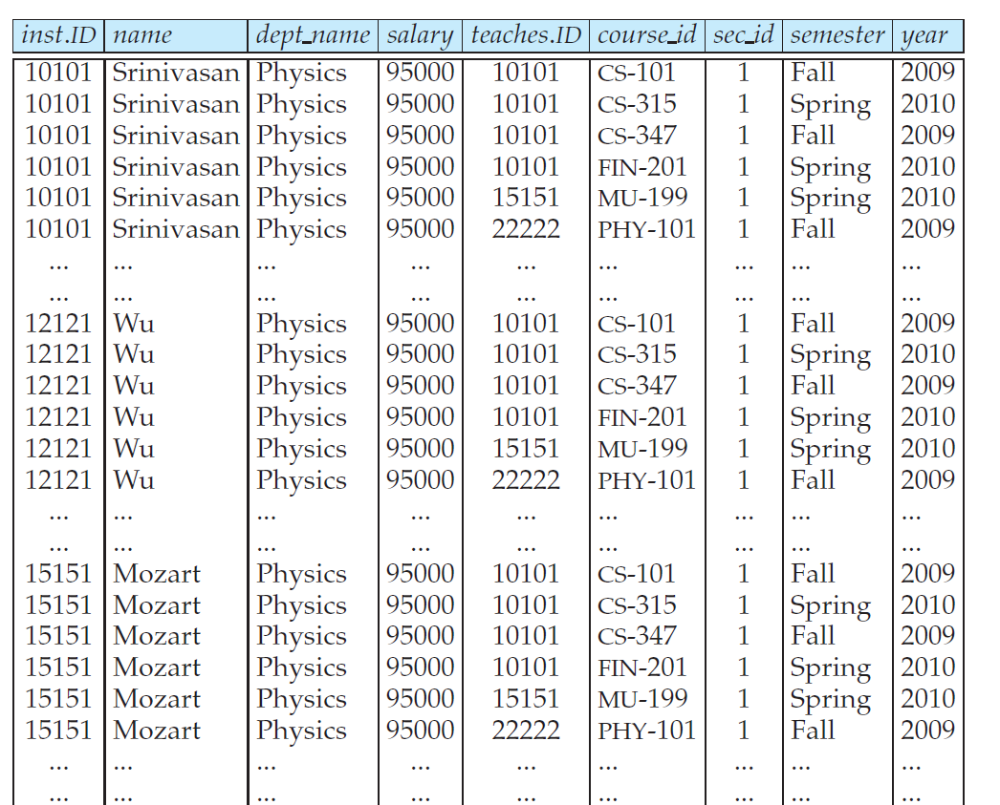 inst.ID name dept_name salary teaches.ID course_id sec_id semester year
10101 Srinivasan Physics 95000 10101 CS-101 1 Fall 2009
10101 Srinivasan Physics 95000 10101 CS-315 1 Spring 2010
10101 Srinivasan Physics 95000 10101 CS-347 1 Fall 2009
10101 Srinivasan Physics 95000 10101 FIN-201 1 Spring 2010
10101 Srinivasan Physics 95000 15151 MU-199 1 Spring 2010
10101 Srinivasan Physics 95000 22222 PHY-101 1 Fall 2009
... ... ... ... ... ... ... ... ...
... ... ... ... ... ... ... ... ...
12121 Wu Physics 95000 10101 CS-101 1 Fall 2009
12121 Wu Physics 95000 10101 CS-315 1 Spring 2010
12121 Wu Physics 95000 10101 CS-347 1 Fall 2009
12121 Wu Physics 95000 10101 FIN-201 1 Spring 2010
12121 Wu Physics 95000 15151 MU-199 1 Spring 2010
12121 Wu Physics 95000 22222 PHY-101 1 Fall 2009
... ... ... ... ... ... ... ... ...
... ... ... ... ... ... ... ... ...
15151 Mozart Physics 95000 10101 CS-101 1 Fall 2009
15151 Mozart Physics 95000 10101 CS-315 1 Spring 2010
15151 Mozart Physics 95000 10101 CS-347 1 Fall 2009
15151 Mozart Physics 95000 10101 FIN-201 1 Spring 2010
15151 Mozart Physics 95000 15151 MU-199 1 Spring 2010
15151 Mozart Physics 95000 22222 PHY-101 1 Fall 2009
... ... ... ... ... ... ... ... ...
... ... ... ... ... ... ... ... ...